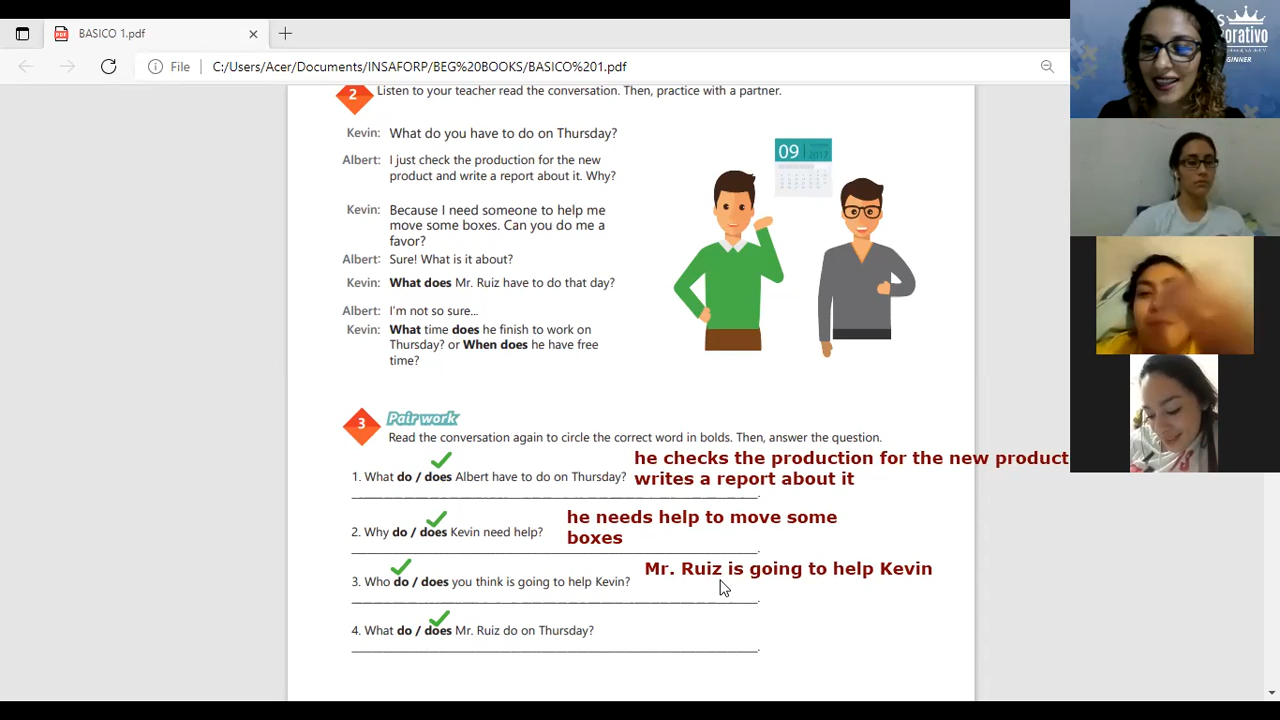 BASICO 1.pdf
File C:/Users/Acer/Documents/INSAFORP/BEG%20BOOKS/BASICO%201.pdf
orativo
GINNER
2 Listen to your teacher read the conversation. Then, practice with a partner.
Kevin: What do you have to do on Thursday?
Albert: I just check the production for the new
product and write a report about it. Why?
Kevin: Because I need someone to help me
move some boxes. Can you do me a
favor?
Albert: Sure! What is it about?
Kevin: What does Mr. Ruiz have to do that day?
Albert: I'm not so sure...
Kevin: What time does he finish to work on
Thursday? or When does he have free
time?
09 2017
3 Pair work
Read the conversation again to circle the correct word in bolds. Then, answer the question.
he checks the production for the new product
1. What do / does Albert have to do on Thursday? writes a report about it
he needs help to move some
2. Why do / does Kevin need help? boxes
Mr. Ruiz is going to help Kevin
3. Who do / does you think is going to help Kevin?
4. What do / does Mr. Ruiz do on Thursday?